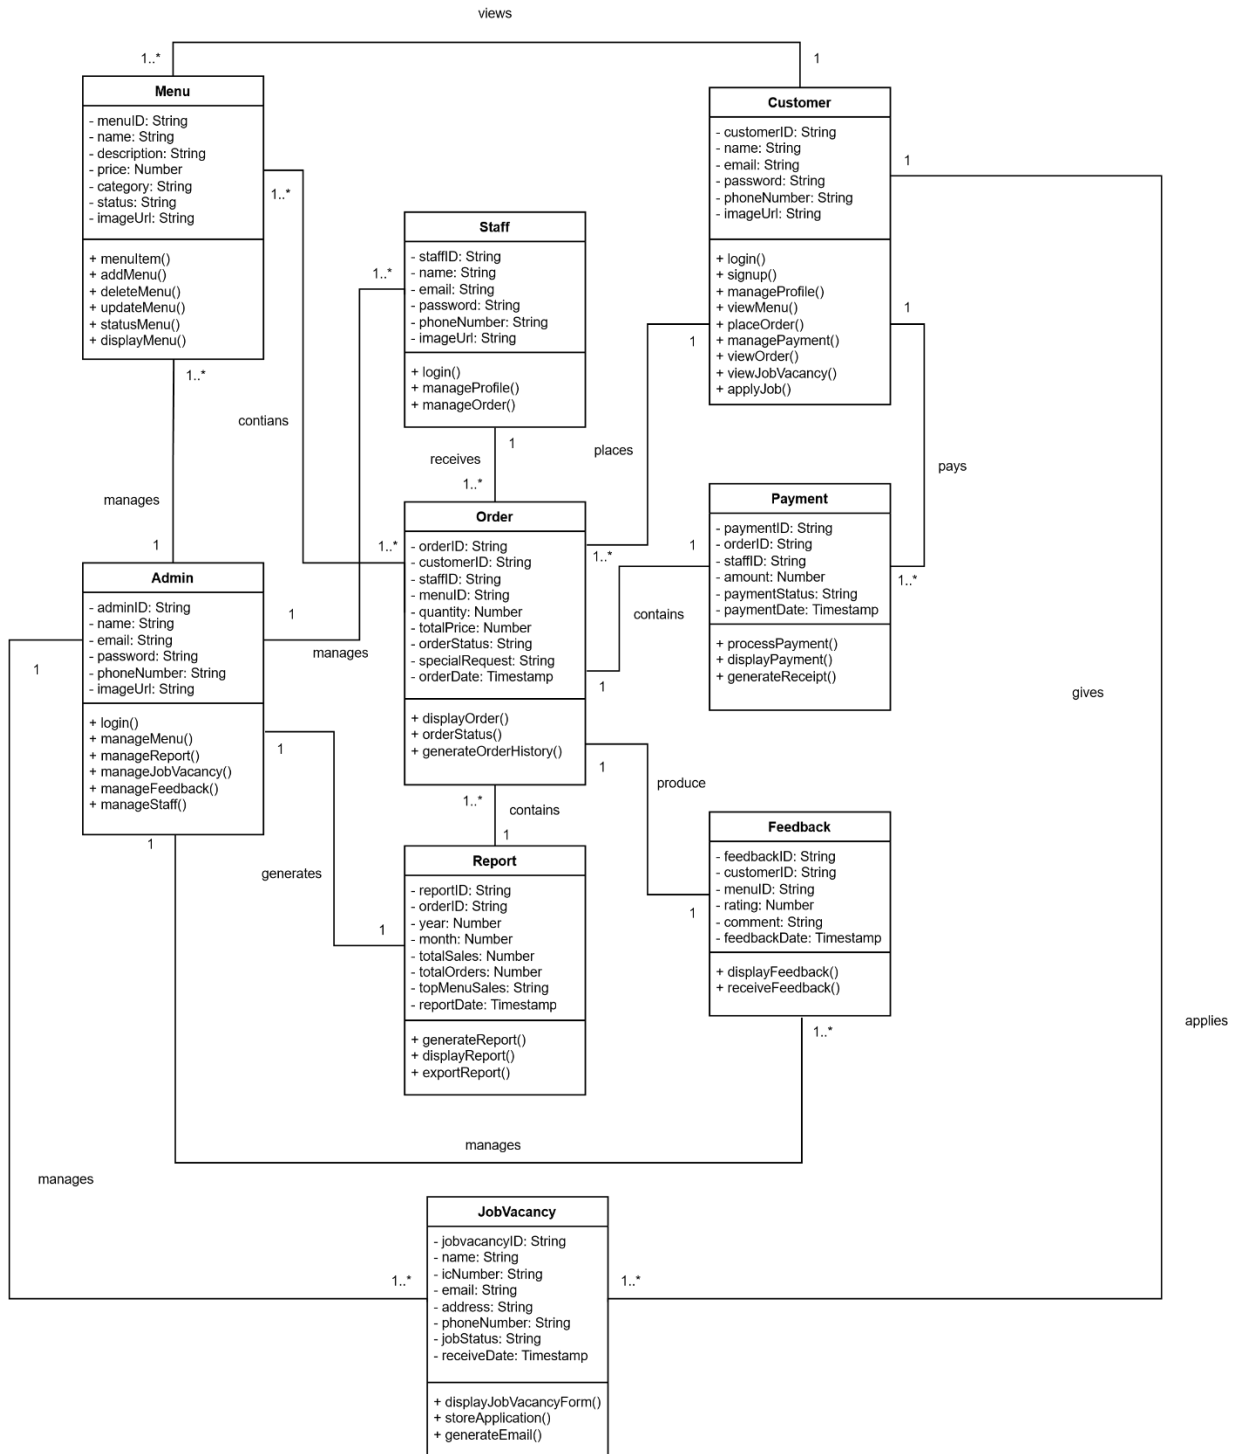 views
1..*
1
Menu
- menuID: String
- name: String
- description: String
- price: Number
- category: String
- status: String
- imageUrl: String
+ menuItem()
+ addMenu()
+ deleteMenu()
+ updateMenu()
+ statusMenu()
+ displayMenu()
1..*
1..*
Customer
- customerID: String
- name: String
- email: String
- password: String
- phoneNumber: String
- imageUrl: String
+ login()
+ signup()
+ manageProfile()
+ viewMenu()
+ placeOrder()
+ managePayment()
+ viewOrder()
+ viewJobVacancy()
+ applyJob()
1
1
1
Staff
- staffID: String
- name: String
- email: String
- password: String
- phoneNumber: String
- imageUrl: String
+ login()
+ manageProfile()
+ manageOrder()
1..*
1
contians
receives
1..*
places
pays
manages
1
Order
- orderID: String
- customerID: String
- staffID: String
- menuID: String
- quantity: Number
- totalPrice: Number
- orderStatus: String
- specialRequest: String
- orderDate: Timestamp
+ displayOrder()
+ orderStatus()
+ generateOrderHistory()
1..*
1..*
1
contains
1
Payment
- paymentID: String
- orderID: String
- staffID: String
- amount: Number
- paymentStatus: String
- paymentDate: Timestamp
+ processPayment()
+ displayPayment()
+ generateReceipt()
1..*
Admin
- adminID: String
- name: String
- email: String
- password: String
- phoneNumber: String
- imageUrl: String
+ login()
+ manageMenu()
+ manageReport()
+ manageJobVacancy()
+ manageFeedback()
+ manageStaff()
1
manages
1
1
1
gives
1
produce
1..*
contains
1
generates
1
Report
- reportID: String
- orderID: String
- year: Number
- month: Number
- totalSales: Number
- totalOrders: Number
- topMenuSales: String
- reportDate: Timestamp
+ generateReport()
+ displayReport()
+ exportReport()
Feedback
- feedbackID: String
- customerID: String
- menuID: String
- rating: Number
- comment: String
- feedbackDate: Timestamp
+ displayFeedback()
+ receiveFeedback()
1
1..*
applies
manages
manages
JobVacancy
- jobvacancyID: String
- name: String
- icNumber: String
- email: String
- address: String
- phoneNumber: String
- jobStatus: String
- receiveDate: Timestamp
+ displayJobVacancyForm()
+ storeApplication()
+ generateEmail()
1..*
1..*